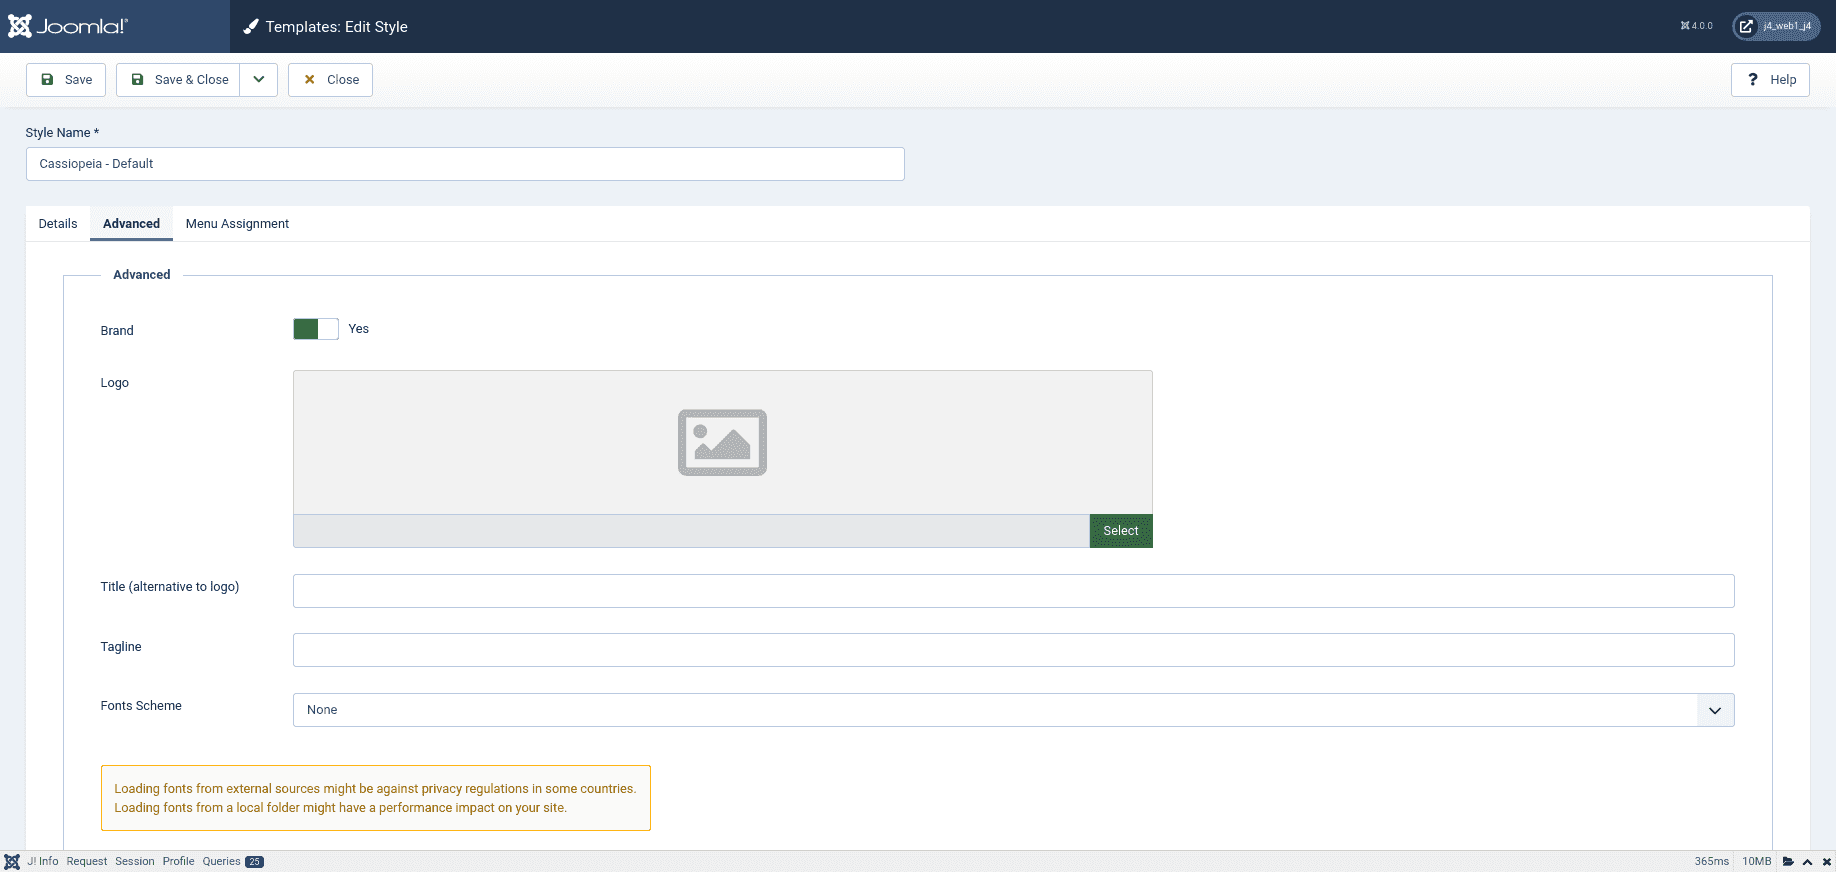 Joomla!®
Templates: Edit Style
4.0.0
j4_web1_j4
Save
Save & Close
Close
? Help
Style Name *
Cassiopeia - Default
Details
Advanced
Menu Assignment
Advanced
Brand
Yes
Logo
Select
Title (alternative to logo)
Tagline
Fonts Scheme
None
Loading fonts from external sources might be against privacy regulations in some countries.
Loading fonts from a local folder might have a performance impact on your site.
J! Info Request Session Profile Queries 25
365ms 10MB